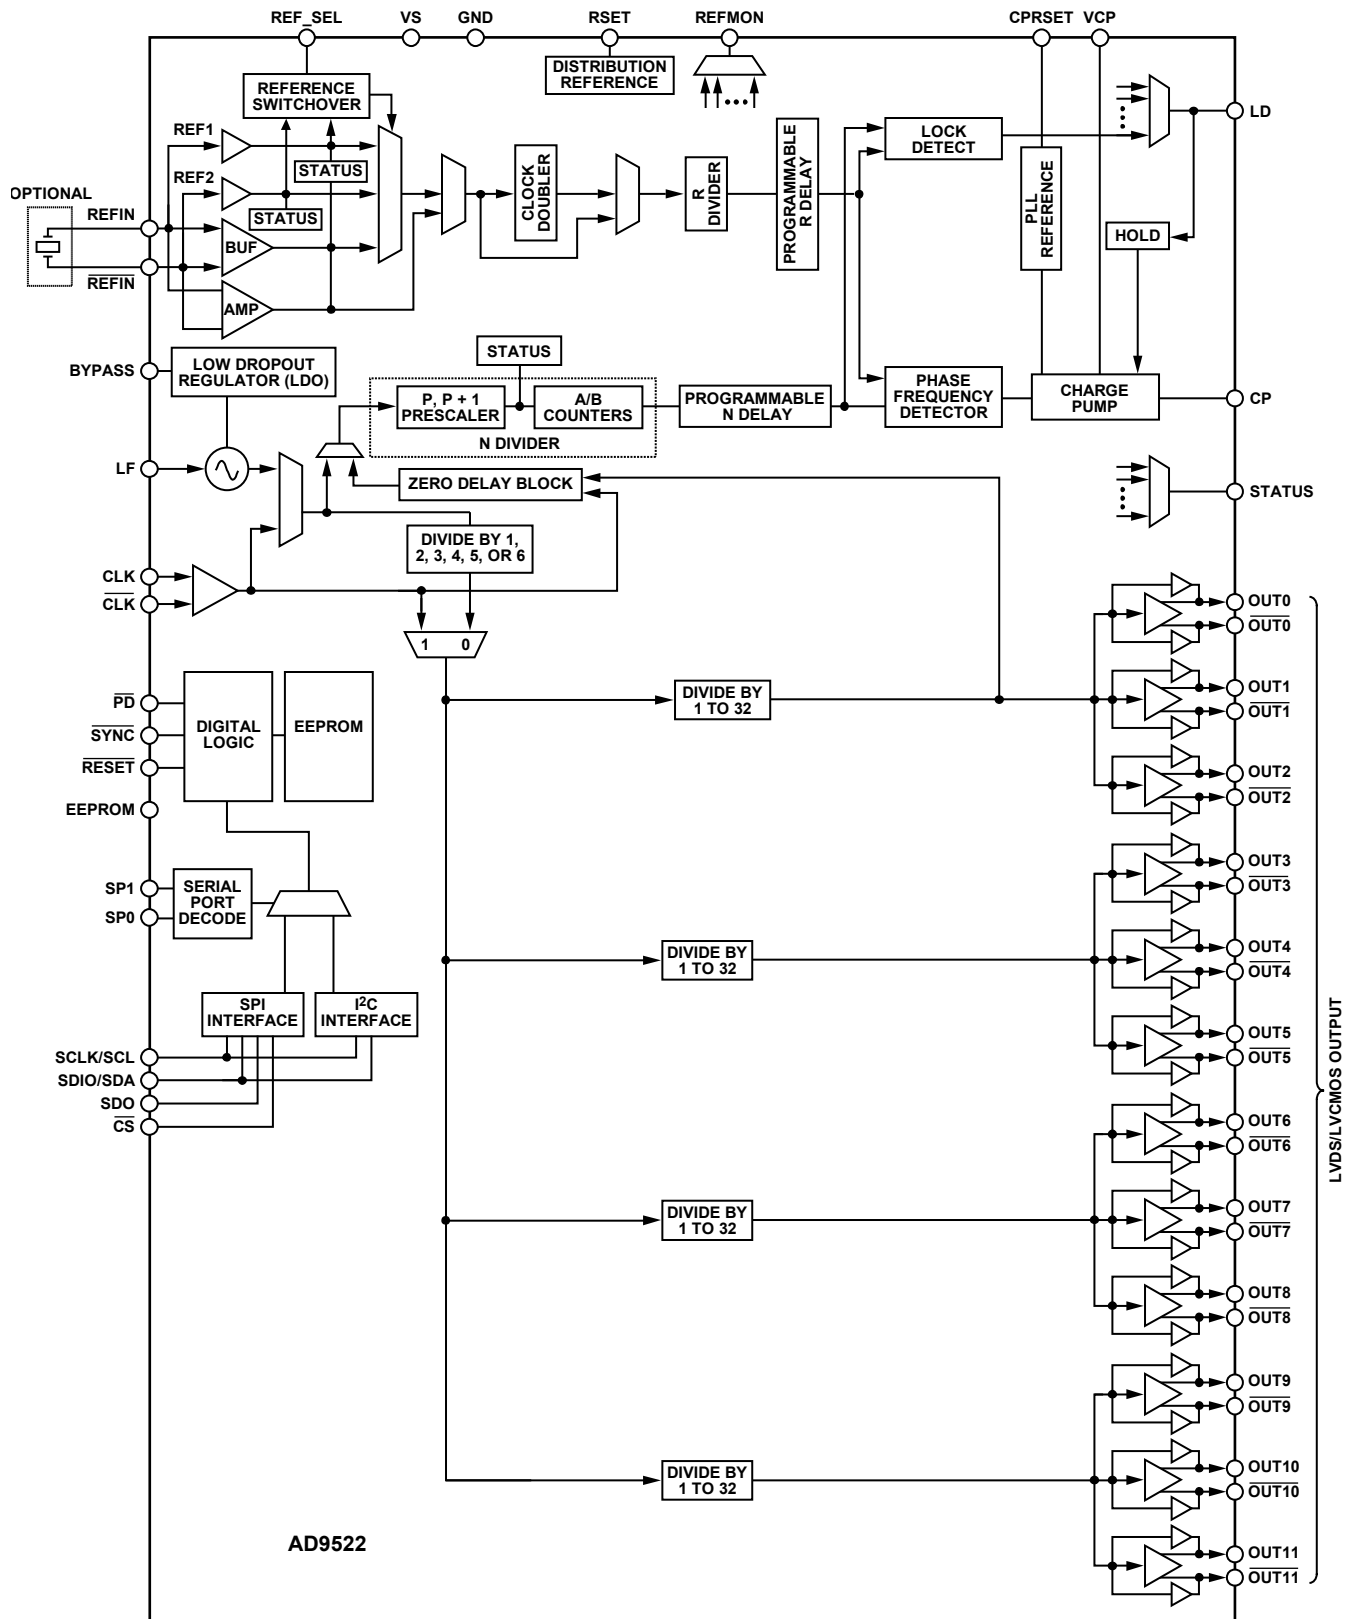 REF_SEL VS GND RSET REFMON CPRSET VCP
DISTRIBUTION
REFERENCE
REFERENCE
SWITCHOVER
REF1
STATUS
REF2
STATUS
OPTIONAL
REFIN
REFIN
BUF
AMP
CLOCK
DOUBLER
R
DIVIDER
PROGRAMMABLE
R DELAY
LOCK
DETECT
PLL
REFERENCE
LD
HOLD
STATUS
BYPASS
LOW DROPOUT
REGULATOR (LDO)
P, P + 1
PRESCALER
A/B
COUNTERS
N DIVIDER
PROGRAMMABLE
N DELAY
PHASE
FREQUENCY
DETECTOR
CHARGE
PUMP
CP
LF
ZERO DELAY BLOCK
STATUS
DIVIDE BY 1,
2, 3, 4, 5, OR 6
CLK
CLK
1 0
PD
SYNC
RESET
EEPROM
DIGITAL
LOGIC
EEPROM
SP1
SP0
SERIAL
PORT
DECODE
SPI
INTERFACE
I2C
INTERFACE
SCLK/SCL
SDIO/SDA
SDO
CS
DIVIDE BY
1 TO 32
DIVIDE BY
1 TO 32
DIVIDE BY
1 TO 32
DIVIDE BY
1 TO 32
OUT0
OUT0
OUT1
OUT1
OUT2
OUT2
OUT3
OUT3
OUT4
OUT4
OUT5
OUT5
OUT6
OUT6
OUT7
OUT7
OUT8
OUT8
OUT9
OUT9
OUT10
OUT10
OUT11
OUT11
LVDS/LVCMOS OUTPUT
AD9522